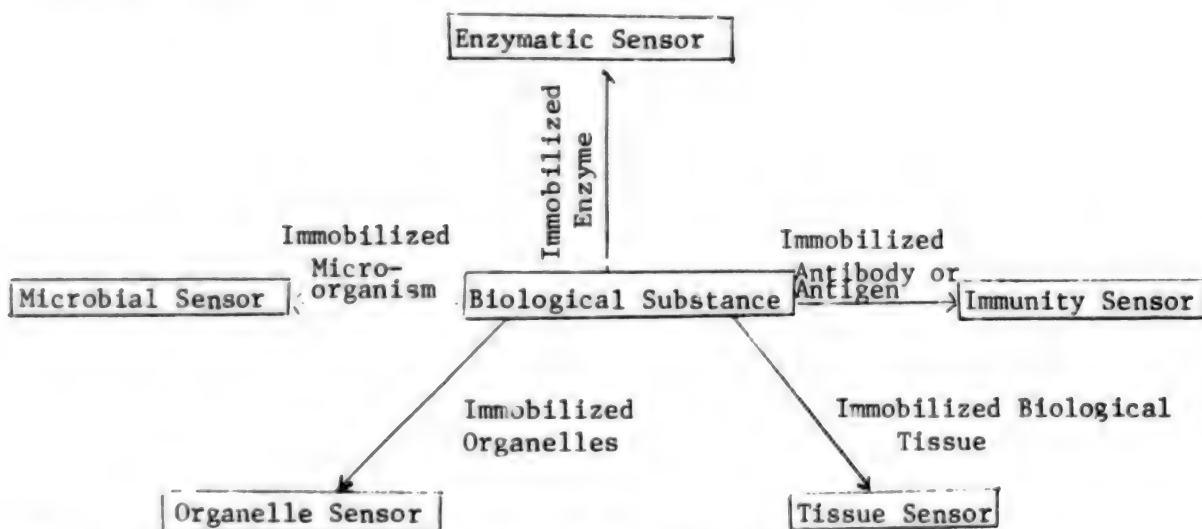 Enzymatic Sensor
Immobilized
Enzyme
Immobilized
Micro-
organism
Immobilized
Antibody or
Antigen
Microbial Sensor
Biological Substance
Immunity Sensor
Immobilized
Organelles
Immobilized Biological
Tissue
Organelle Sensor
Tissue Sensor